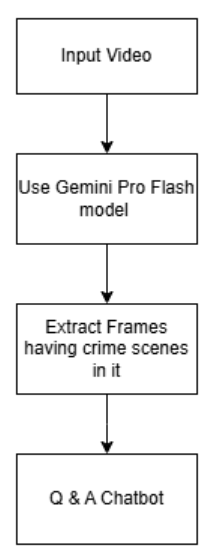 Input Video
Use Gemini Pro Flash
model
Extract Frames
having crime scenes
in it
Q & A Chatbot